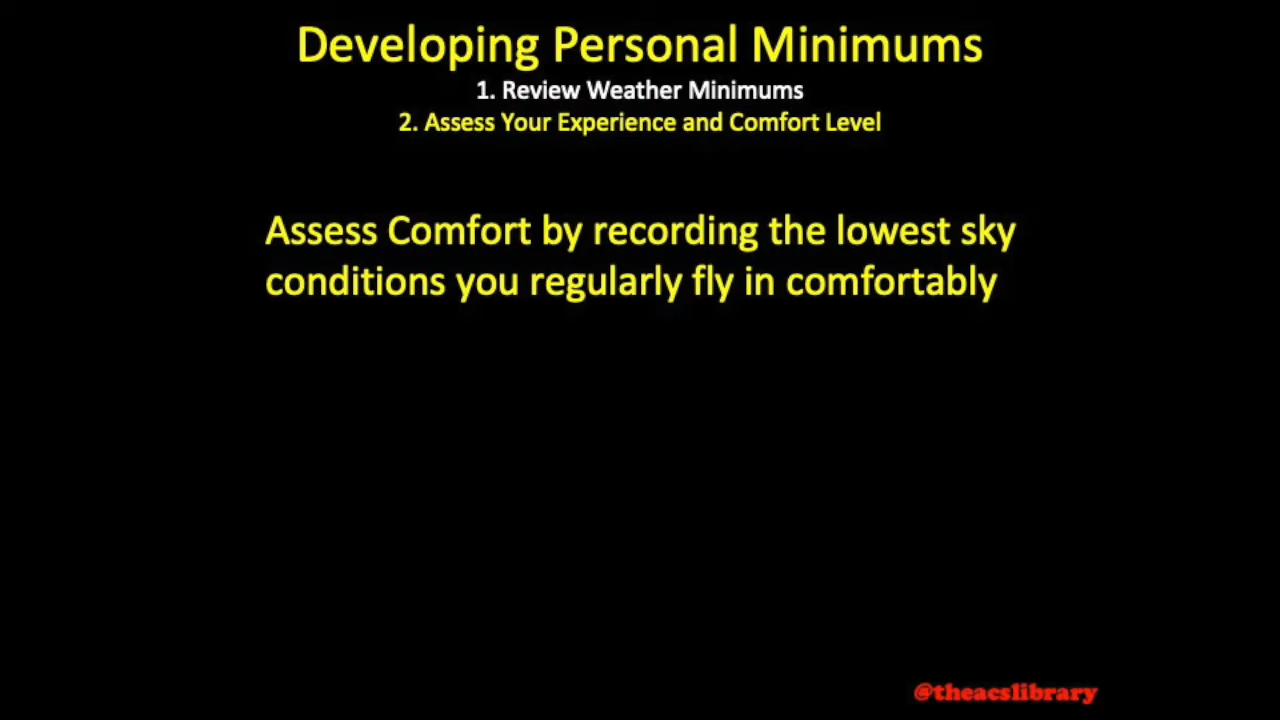 Developing Personal Minimums
1. Review Weather Minimums
2. Assess Your Experience and Comfort Level
Assess Comfort by recording the lowest sky
conditions you regularly fly in comfortably
@theacslibrary